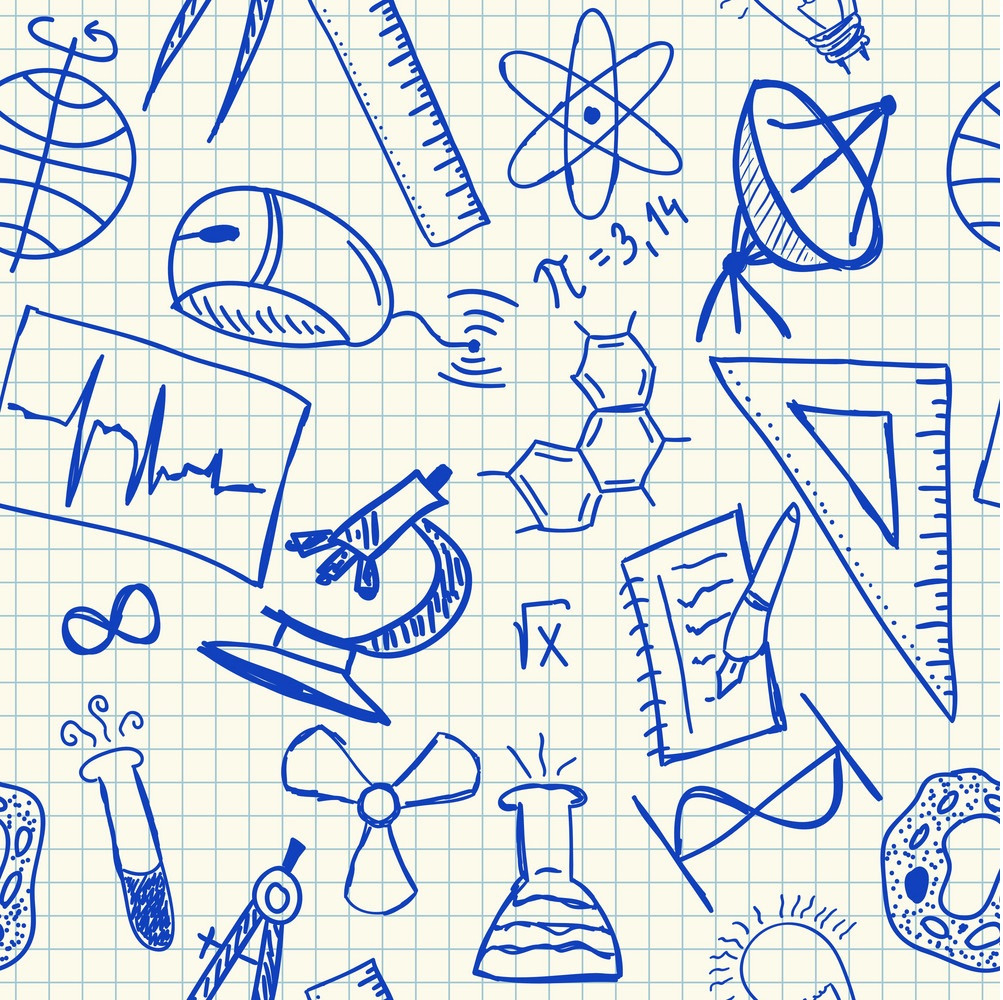 π =3,14
∞
√x